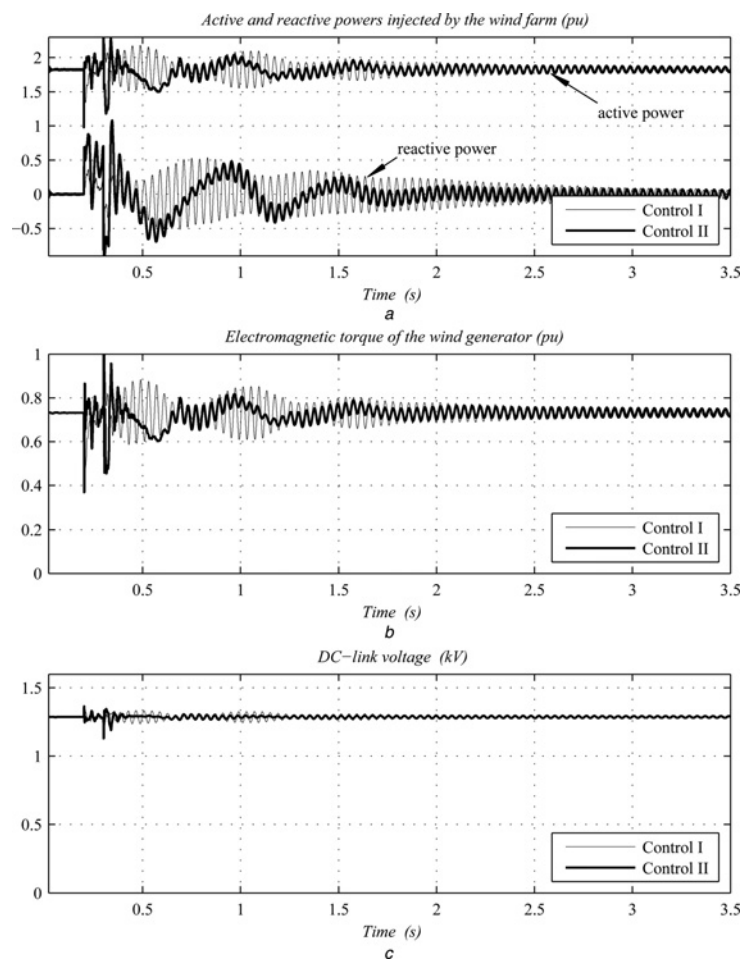 Active and reactive powers injected by the wind farm (pu)
2
1.5
1
0.5
0
−0.5
active power
reactive power
Control I
Control II
0.5 1 1.5 2 2.5 3 3.5
Time (s)
a
Electromagnetic torque of the wind generator (pu)
1
0.8
0.6
0.4
0.2
0
Control I
Control II
0.5 1 1.5 2 2.5 3 3.5
Time (s)
b
DC−link voltage (kV)
1.5
1
0.5
0
Control I
Control II
0.5 1 1.5 2 2.5 3 3.5
Time (s)
c